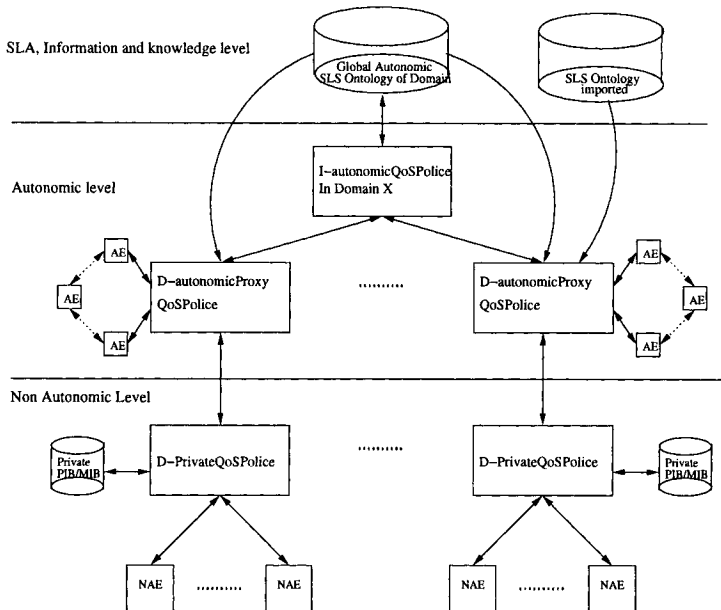 SLA, Information and knowledge level
Global Autonomic
SLS Ontology of Domain
SLS Ontology
imported
Autonomic level
I-autonomicQoSPolice
In Domain X
AE
AE
AE
D-autonomicProxy
QoSPolice
D-autonomicProxy
QoSPolice
AE
AE
AE
Non Autonomic Level
Private
PIB/MIB
D-PrivateQoSPolice
D-PrivateQoSPolice
Private
PIB/MIB
NAE
NAE
NAE
NAE